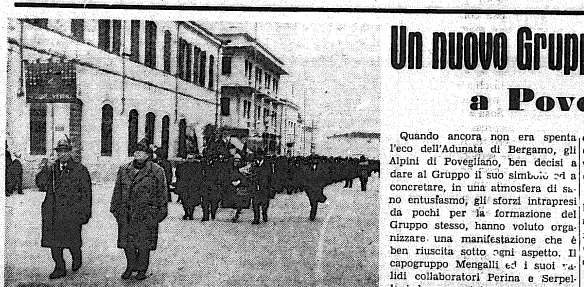 Un nuovo Grupp
a Pove
Quando ancora non era spenta
l'eco dell'Adunata di Bergamo, gli
Alpini di Povegliano, ben decisi a
dare al Gruppo il suo simbolo ed a
concretare, in una atmosfera di sa-
no entusiasmo, gli sforzi intrapresi
da pochi per la formazione del
Gruppo stesso, hanno voluto orga-
nizzare una manifestazione che è
ben riuscita sotto ogni aspetto. Il
capogruppo Mengalli ed i suoi va-
lidi collaboratori Perina e Serpel-